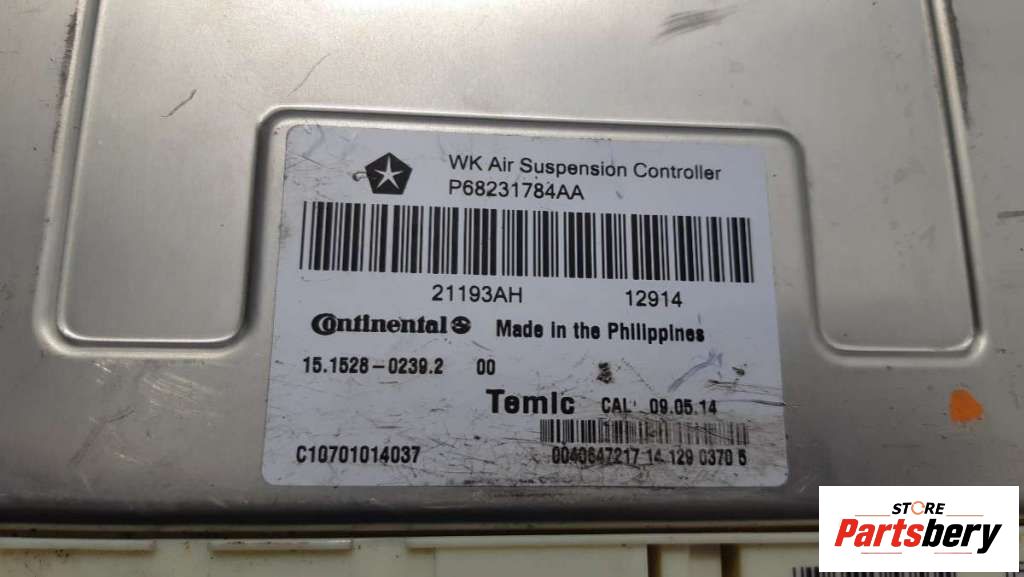 WK Air Suspension Controller
P68231784AA
21193AH 12914
Continental Made in the Philippines
15.1528-0239.2 00
Temic CAL 09.05.14
C10701014037 0040647217 14.129 0370 5
STORE
Partsbery